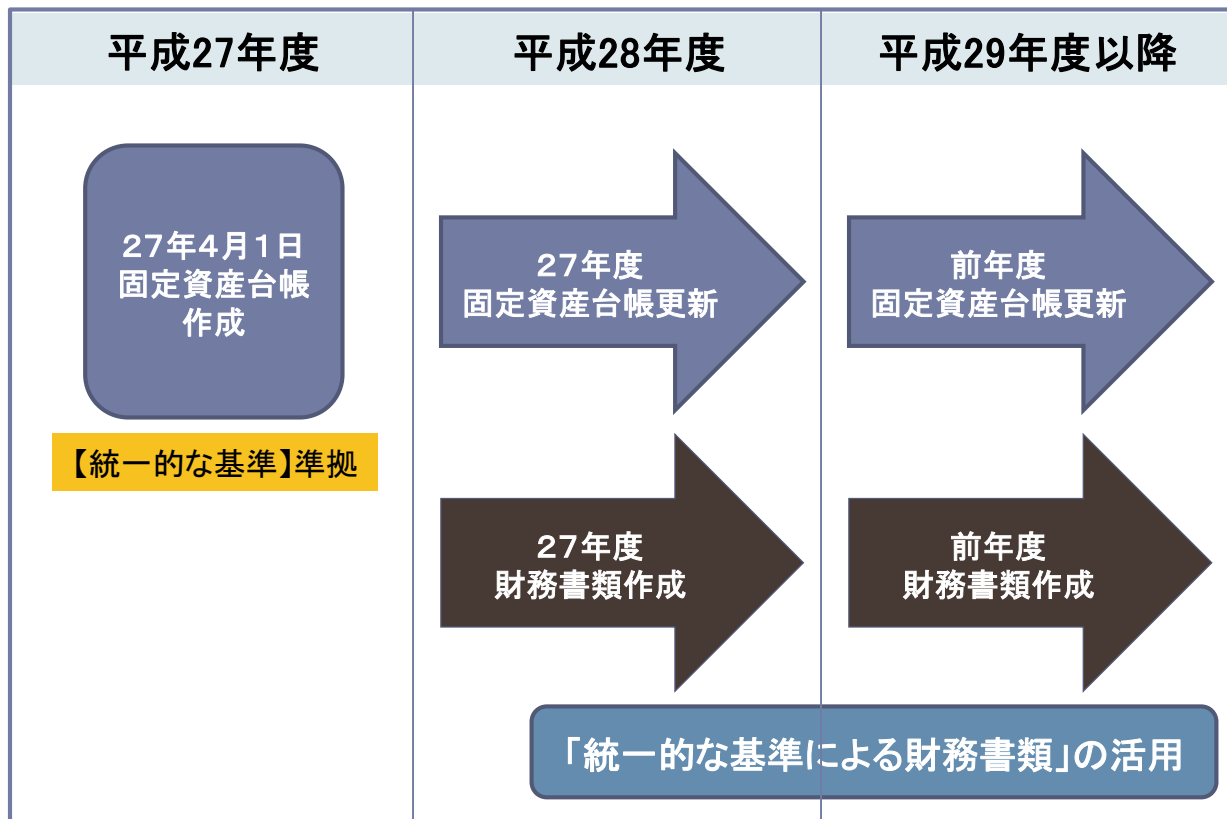 平成27年度
平成28年度
平成29年度以降
２７年４月１日
固定資産台帳
作成
２７年度
固定資産台帳更新
前年度
固定資産台帳更新
【統一的な基準】準拠
２７年度
財務書類作成
前年度
財務書類作成
「統一的な基準による財務書類」の活用